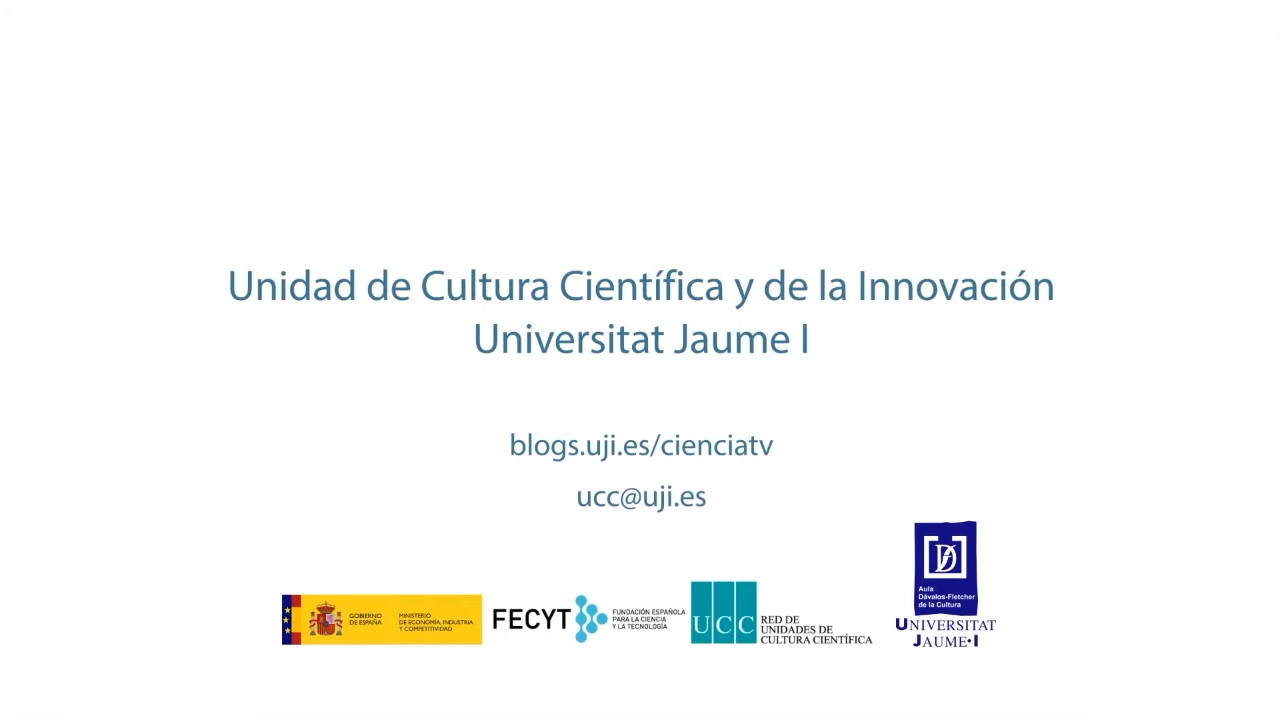 Unidad de Cultura Científica y de la Innovación
Universitat Jaume I
blogs.uji.es/cienciatv
ucc@uji.es
GOBIERNO
DE ESPAÑA
MINISTERIO
DE ECONOMÍA, INDUSTRIA
Y COMPETITIVIDAD
FECYT
FUNDACIÓN ESPAÑOLA
PARA LA CIENCIA
Y LA TECNOLOGÍA
UCC
RED DE
UNIDADES DE
CULTURA CIENTÍFICA
Aula
Dávalos-Fletcher
de la Cultura
UNIVERSITAT
JAUME•I